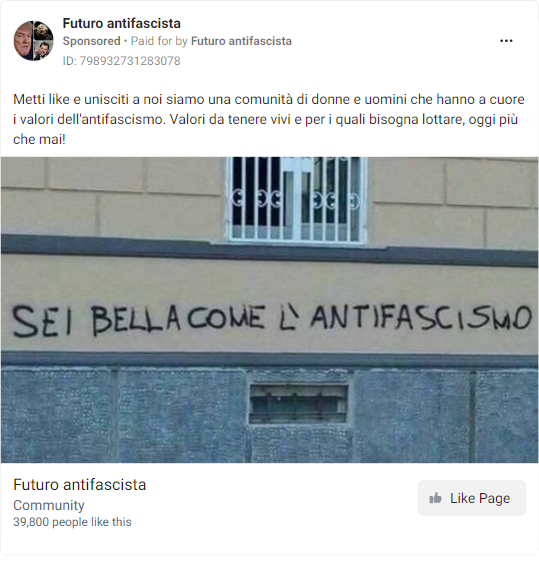 Futuro antifascista
Sponsored • Paid for by Futuro antifascista
ID: 798932731283078
Metti like e unisciti a noi siamo una comunità di donne e uomini che hanno a cuore
i valori dell'antifascismo. Valori da tenere vivi e per i quali bisogna lottare, oggi più
che mai!
SEI BELLA COME L' ANTIFASCISMO
Futuro antifascista
Community
39,800 people like this
Like Page